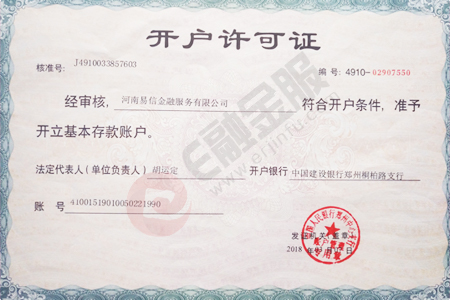 开户许可证
核准号: J4910033857603
编 号: 4910-02907550
经审核, 河南易信金融服务有限公司 符合开户条件, 准予
开立基本存款账户。
法定代表人(单位负责人) 胡运定 开户银行 中国建设银行郑州桐柏路支行
账 号 41001519010050221990
e融金服
erjinfu.com
发证机关(盖章)
2018